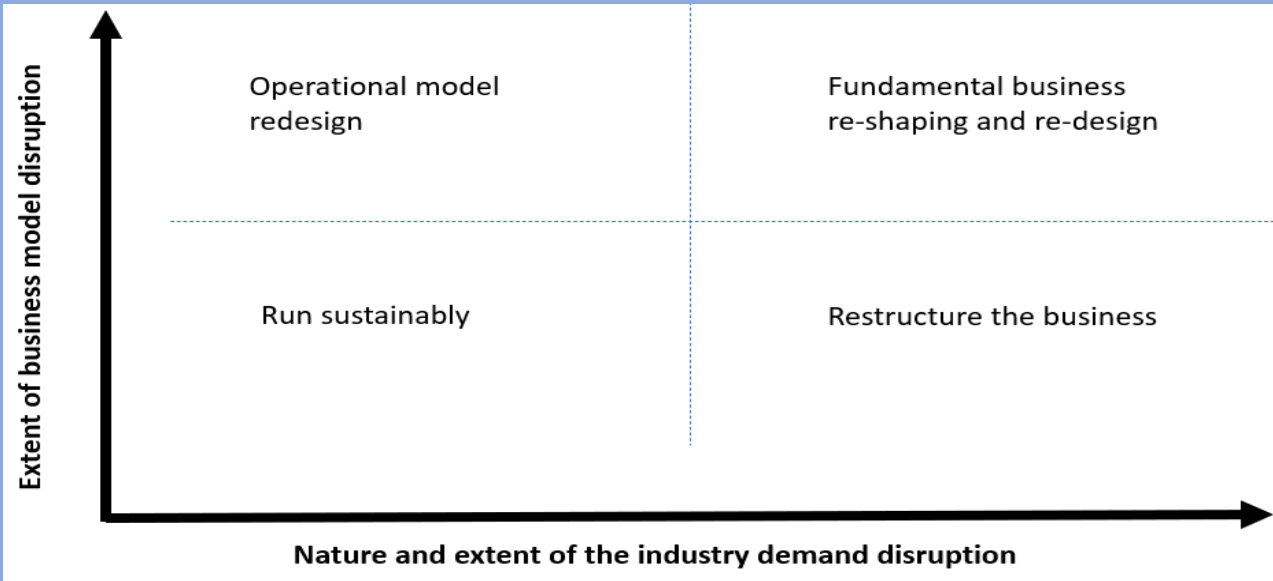 Extent of business model disruption
Operational model
redesign
Fundamental business
re-shaping and re-design
Run sustainably
Restructure the business
Nature and extent of the industry demand disruption